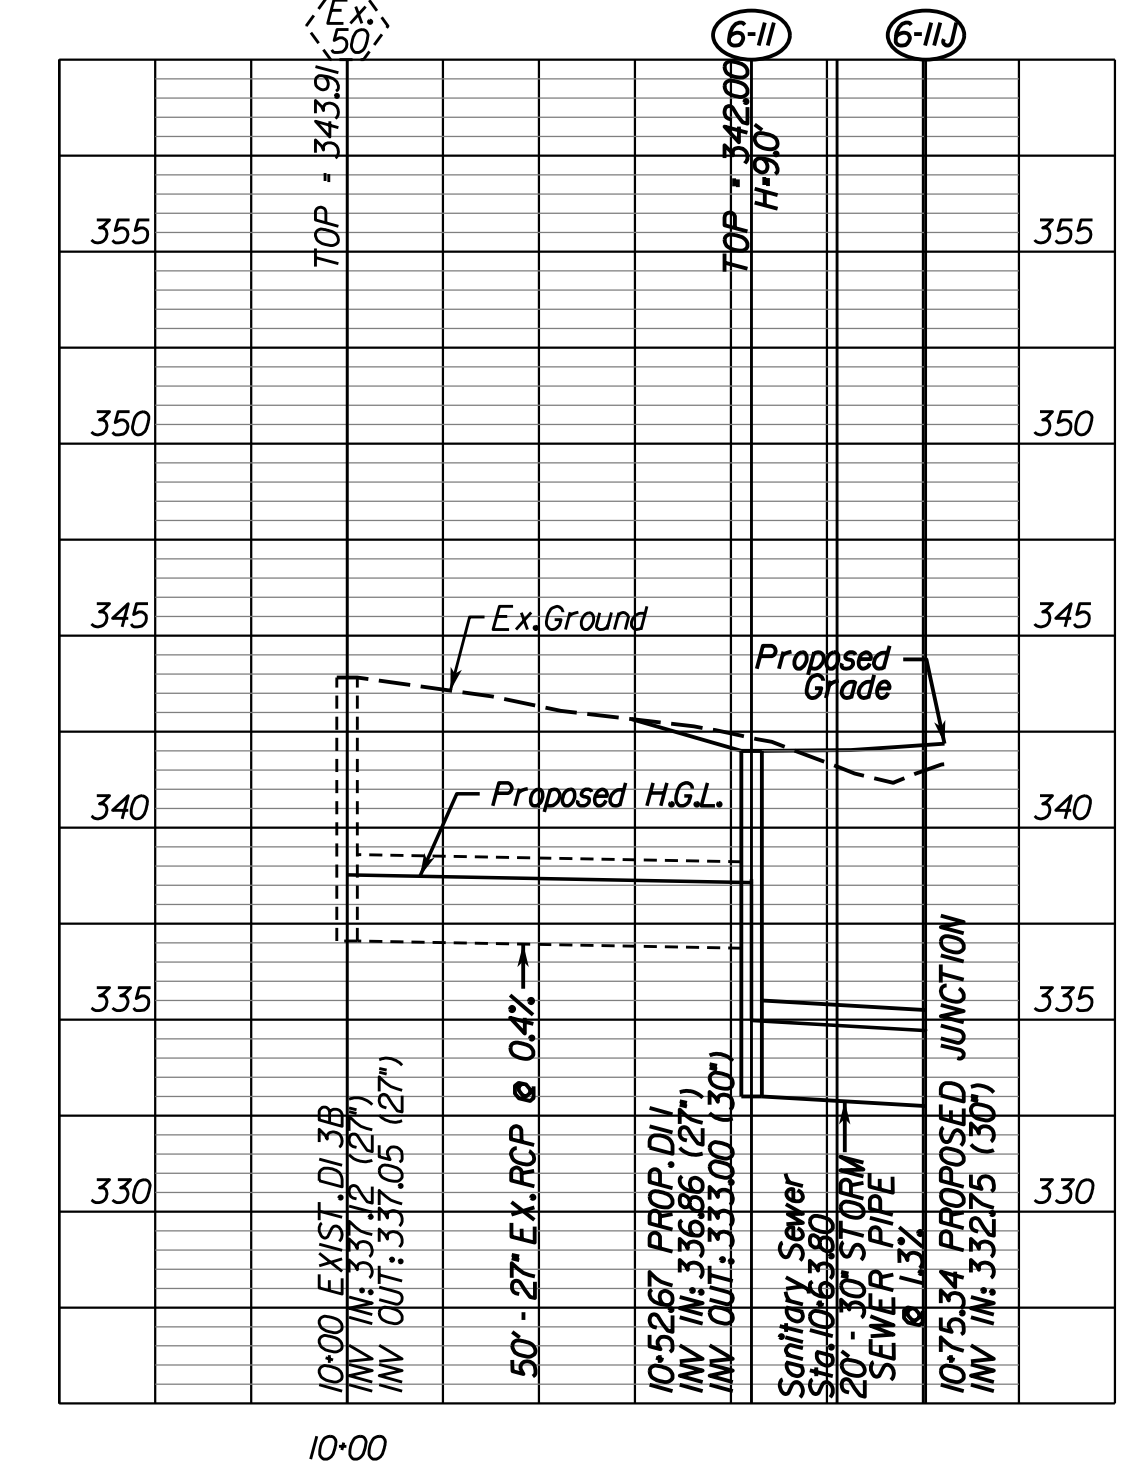 Ex.
50
6-11
6-11J
TOP = 343.91
TOP = 342.00
H=9.0'
355
355
350
350
345
345
Ex. Ground
Proposed
Grade
Proposed H.G.L.
340
340
335
335
330
330
10+00 EXIST. DI 3B
INV IN: 337.12 (27")
INV OUT: 337.05 (27")
50' - 27" EX. RCP @ 0.4%
10+52.67 PROP. DI 1
INV IN: 336.86 (27")
INV OUT: 333.00 (30")
Sanitary Sewer
Sta. 10+63.80
20' - 30" STORM
SEWER PIPE
@ 1.3%
10+75.34 PROPOSED JUNCTION
INV IN: 332.75 (30")
10+00